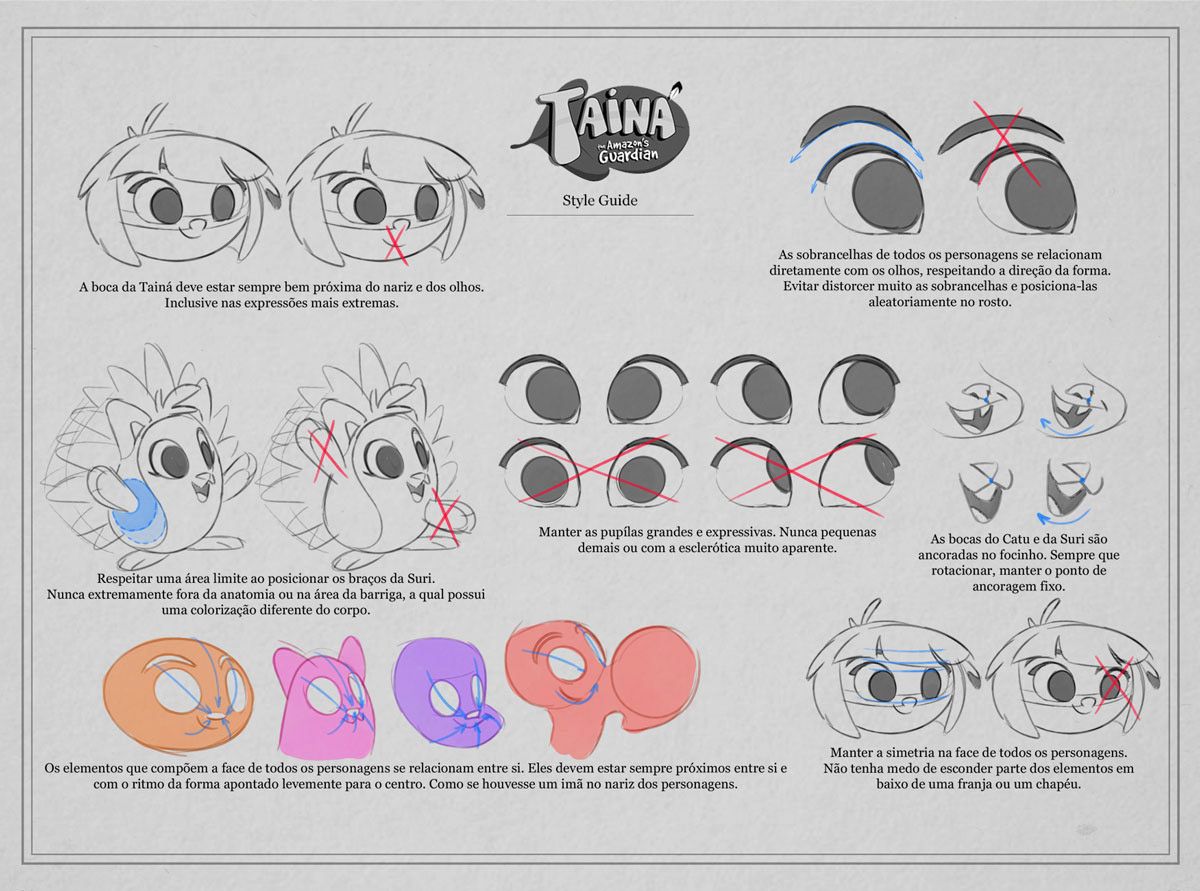 TAINÁ
THE Amazon's
Guardian
Style Guide
A boca da Tainá deve estar sempre bem próxima do nariz e dos olhos.
Inclusive nas expressões mais extremas.
As sobrancelhas de todos os personagens se relacionam
diretamente com os olhos, respeitando a direção da forma.
Evitar distorcer muito as sobrancelhas e posiciona-las
aleatoriamente no rosto.
Respeitar uma área limite ao posicionar os braços da Suri.
Nunca extremamente fora da anatomia ou na área da barriga, a qual possui
uma colorização diferente do corpo.
Manter as pupílas grandes e expressivas. Nunca pequenas
demais ou com a esclerótica muito aparente.
As bocas do Catu e da Suri são
ancoradas no focinho. Sempre que
rotacionar, manter o ponto de
ancoragem fixo.
Os elementos que compõem a face de todos os personagens se relacionam entre si. Eles devem estar sempre próximos entre si e
com o ritmo da forma apontado levemente para o centro. Como se houvesse um imã no nariz dos personagens.
Manter a simetria na face de todos os personagens.
Não tenha medo de esconder parte dos elementos em
baixo de uma franja ou um chapéu.